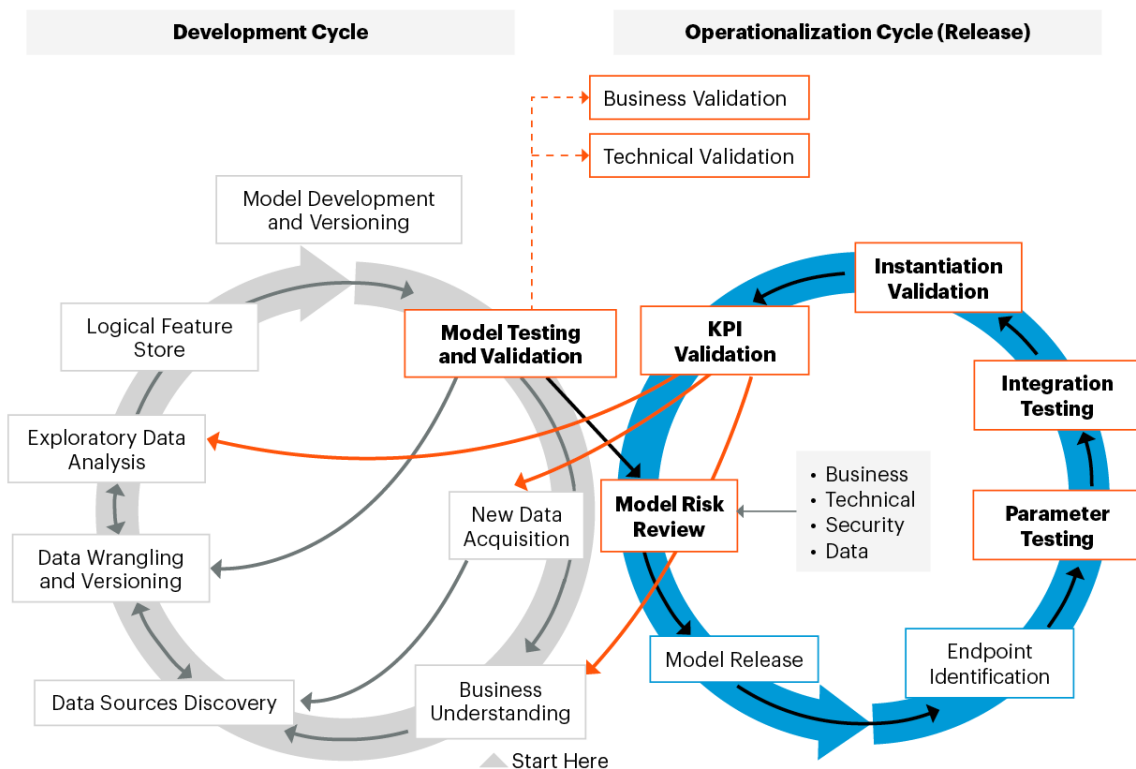 Development Cycle
Operationalization Cycle (Release)
Business Validation
Technical Validation
Model Development
and Versioning
Instantiation
Validation
Logical Feature
Store
Model Testing
and Validation
KPI
Validation
Integration
Testing
Exploratory Data
Analysis
• Business
• Technical
• Security
• Data
New Data
Acquisition
Model Risk
Review
Parameter
Testing
Data Wrangling
and Versioning
Model Release
Endpoint
Identification
Data Sources Discovery
Business
Understanding
Start Here